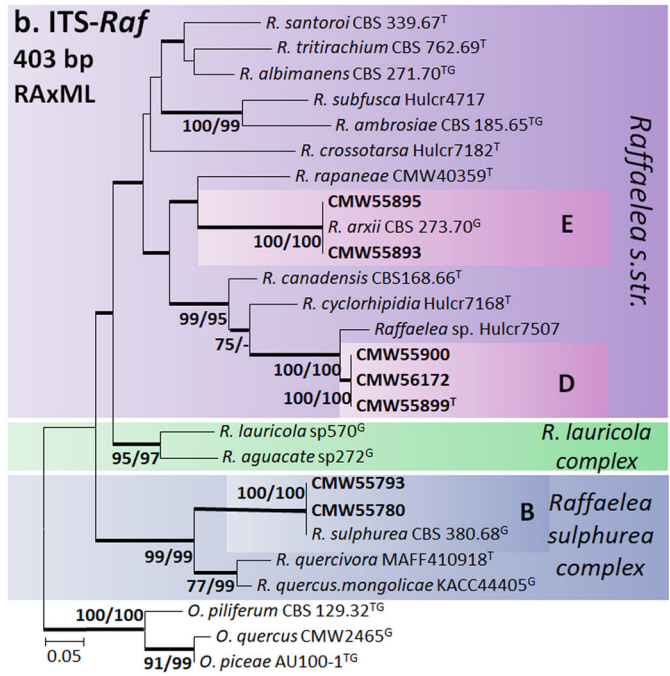 b. ITS-Raf
403 bp
RAxML
R. santoroi CBS 339.67T
R. tritirachium CBS 762.69T
R. albimanens CBS 271.70TG
R. subfusca Hulcr4717
100/99
R. ambrosiae CBS 185.65TG
R. crossotarsa Hulcr7182T
R. rapaneae CMW40359T
CMW55895
R. arxii CBS 273.70G
E
100/100
CMW55893
Raffaelea s.str.
R. canadensis CBS168.66T
99/95
R. cyclorhipidia Hulcr7168T
75/-
Raffaelea sp. Hulcr7507
100/100
CMW55900
CMW56172
D
100/100
CMW55899T
R. lauricola sp570G
95/97
R. aguacate sp272G
R. lauricola
complex
100/100
CMW55793
CMW55780
B
R. sulphurea CBS 380.68G
Raffaelea
sulphurea
complex
99/99
R. quercivora MAFF410918T
77/99
R. quercus.mongolicae KACC44405G
100/100
O. piliferum CBS 129.32TG
O. quercus CMW2465G
91/99
O. piceae AU100-1TG
0.05